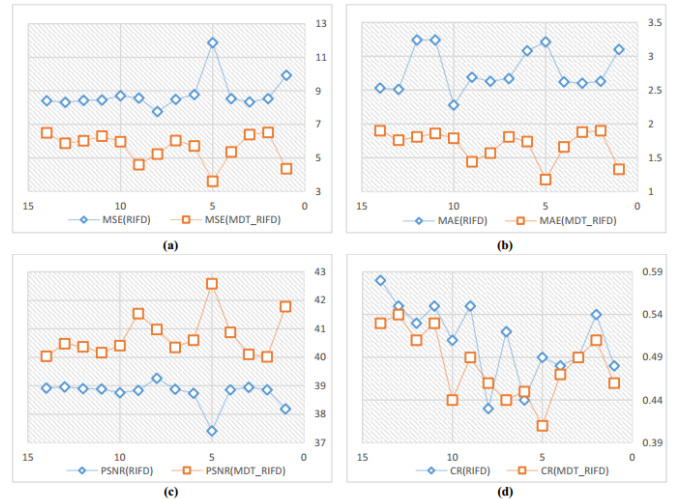 13
11
9
7
5
3
15 10 5 0
MSE(RIFD) MSE(MDT_RIFD)
(a)
3.5
3
2.5
2
1.5
1
15 10 5 0
MAE(RIFD) MAE(MDT_RIFD)
(b)
43
42
41
40
39
38
37
15 10 5 0
PSNR(RIFD) PSNR(MDT_RIFD)
(c)
0.59
0.54
0.49
0.44
0.39
15 10 5 0
CR(RIFD) CR(MDT_RIFD)
(d)